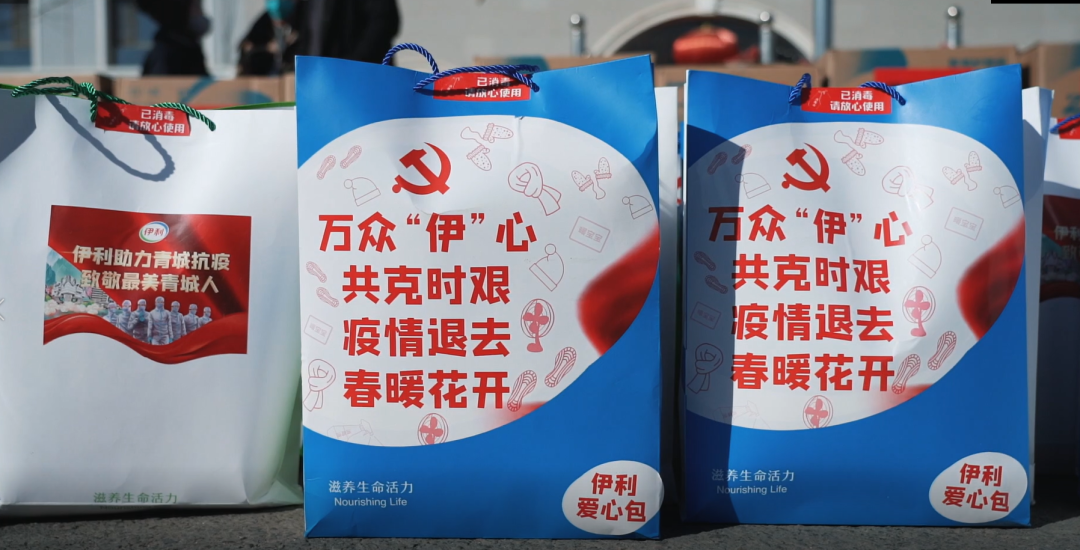 已消毒
请放心使用
伊利
伊利助力青城抗疫
致敬最美青城人
滋养生命活力
已消毒
请放心使用
万众“伊”心
共克时艰
疫情退去
春暖花开
暖宝宝
滋养生命活力
Nourishing Life
伊利
爱心包
已消毒
请放心使用
万众“伊”心
共克时艰
疫情退去
春暖花开
滋养生命活力
Nourishing Life
伊利
爱心包